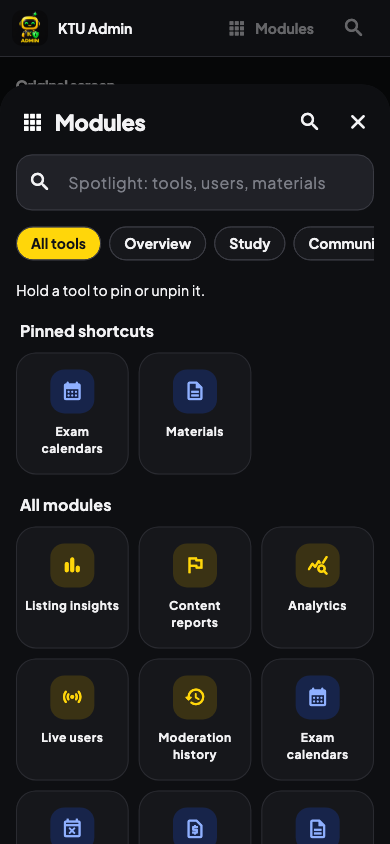 KTU Admin
Modules
ADMIN
Modules
Spotlight: tools, users, materials
All tools
Overview
Study
Communi
Hold a tool to pin or unpin it.
Pinned shortcuts
Exam
calendars
Materials
All modules
Listing insights
Content
reports
Analytics
Live users
Moderation
history
Exam
calendars